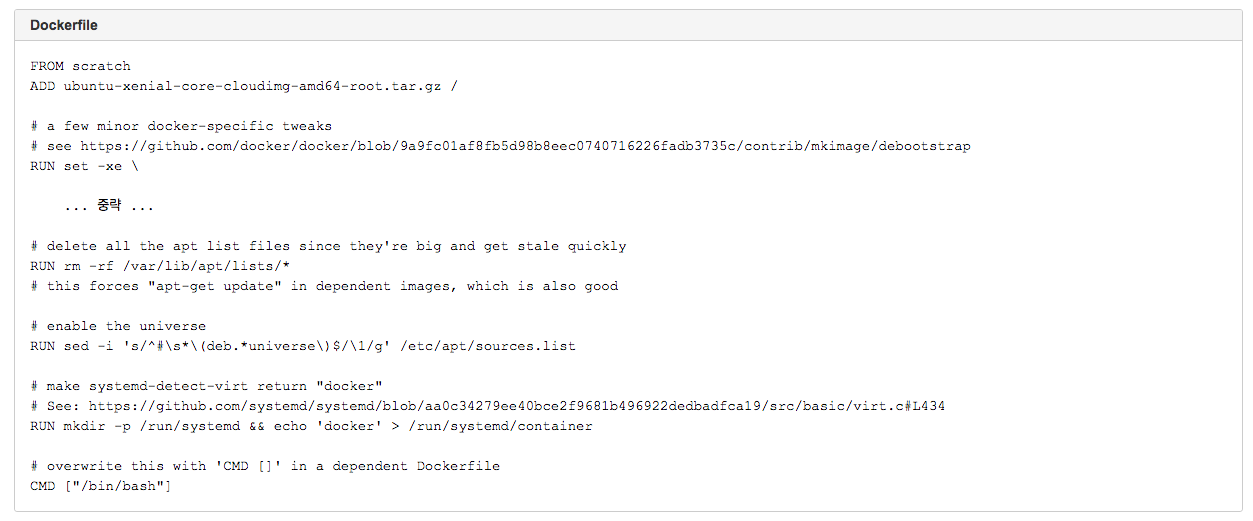 Dockerfile
FROM scratch
ADD ubuntu-xenial-core-cloudimg-amd64-root.tar.gz /
# a few minor docker-specific tweaks
# see https://github.com/docker/docker/blob/9a9fc01af8fb5d98b8eec0740716226fadb3735c/contrib/mkimage/debootstrap
RUN set -xe \
... 중략 ...
# delete all the apt list files since they're big and get stale quickly
RUN rm -rf /var/lib/apt/lists/*
# this forces "apt-get update" in dependent images, which is also good
# enable the universe
RUN sed -i 's/^#\s*\(deb.*universe\)$/\1/g' /etc/apt/sources.list
# make systemd-detect-virt return "docker"
# See: https://github.com/systemd/systemd/blob/aa0c34279ee40bce2f9681b496922dedbadfca19/src/basic/virt.c#L434
RUN mkdir -p /run/systemd && echo 'docker' > /run/systemd/container
# overwrite this with 'CMD []' in a dependent Dockerfile
CMD ["/bin/bash"]